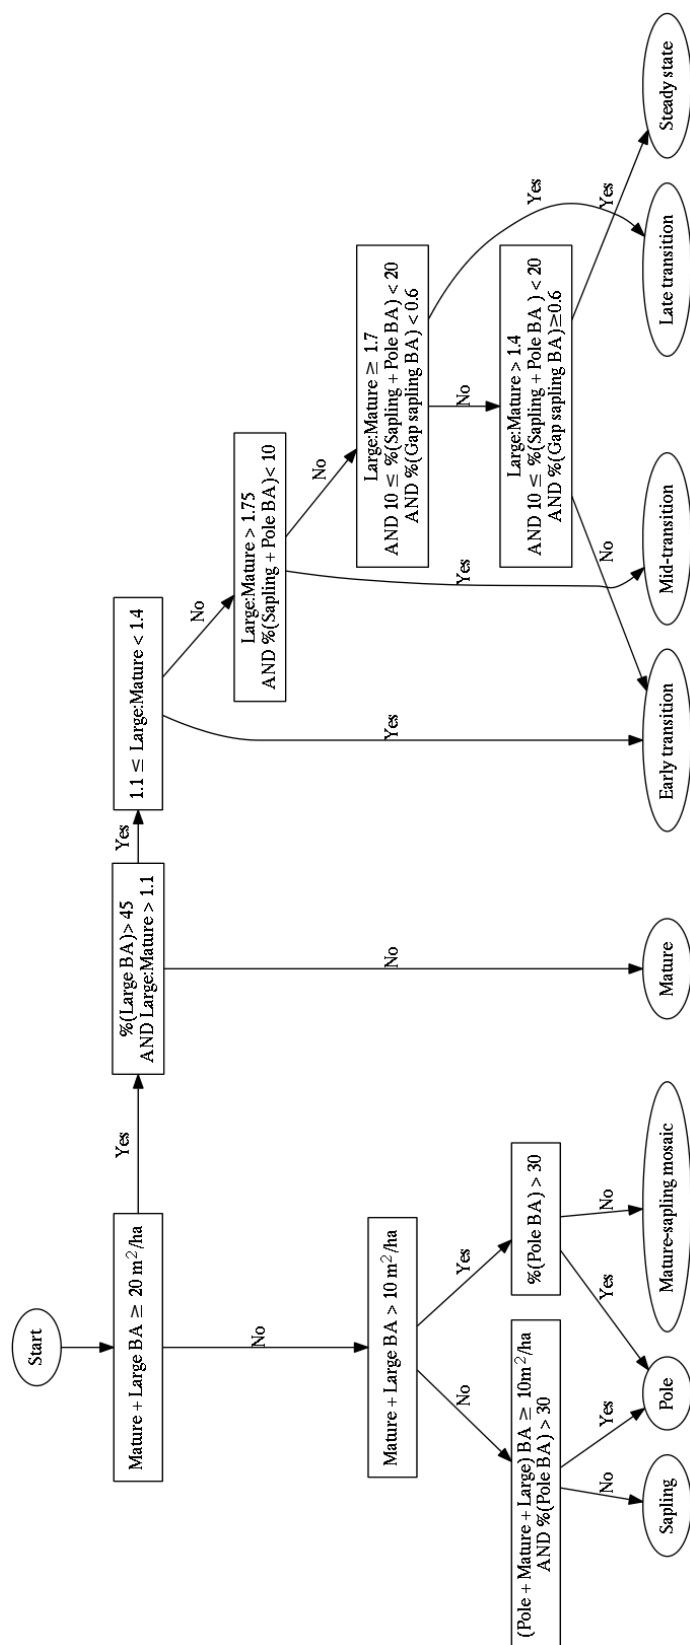 Start
Mature + Large BA ≥ 20 m²/ha
Yes
No
%(Large BA)> 45
AND Large:Mature > 1.1
Yes
No
1.1 ≤ Large:Mature < 1.4
No
Yes
Large:Mature > 1.75
AND %(Sapling + Pole BA)< 10
No
Yes
Large:Mature ≥ 1.7
AND 10 ≤ %(Sapling + Pole BA) < 20
AND %(Gap sapling BA) < 0.6
Yes
No
Large:Mature > 1.4
AND 10 ≤ %(Sapling + Pole BA ) < 20
AND %(Gap sapling BA)≥0.6
Yes
No
Mature + Large BA > 10 m²/ha
No
Yes
(Pole + Mature + Large) BA ≥ 10m²/ha
AND %(Pole BA) > 30
No
Yes
%(Pole BA) > 30
Yes
No
Sapling
Pole
Mature-sapling mosaic
Mature
Early transition
Mid-transition
Late transition
Steady state